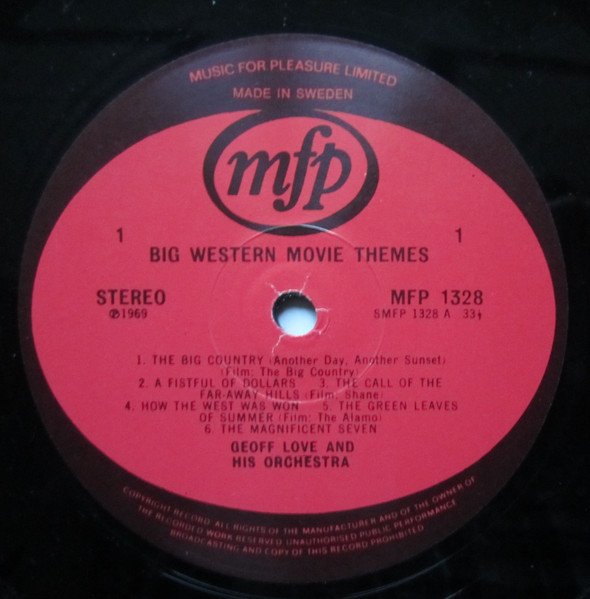 MUSIC FOR PLEASURE LIMITED
MADE IN SWEDEN
mfp
1 1
BIG WESTERN MOVIE THEMES
STEREO MFP 1328
℗1969 SMFP 1328 A 33⅓
1. THE BIG COUNTRY (Another Day, Another Sunset)
(Film: The Big Country)
2. A FISTFUL OF DOLLARS 3. THE CALL OF THE
FAR-AWAY HILLS (Film: Shane)
4. HOW THE WEST WAS WON 5. THE GREEN LEAVES
OF SUMMER (Film: The Alamo)
6. THE MAGNIFICENT SEVEN
GEOFF LOVE AND
HIS ORCHESTRA
COPYRIGHT RECORD ALL RIGHTS OF THE MANUFACTURER AND OF THE OWNER OF
THE RECORDED WORK RESERVED UNAUTHORISED PUBLIC PERFORMANCE
BROADCASTING AND COPY OF THIS RECORD PROHIBITED